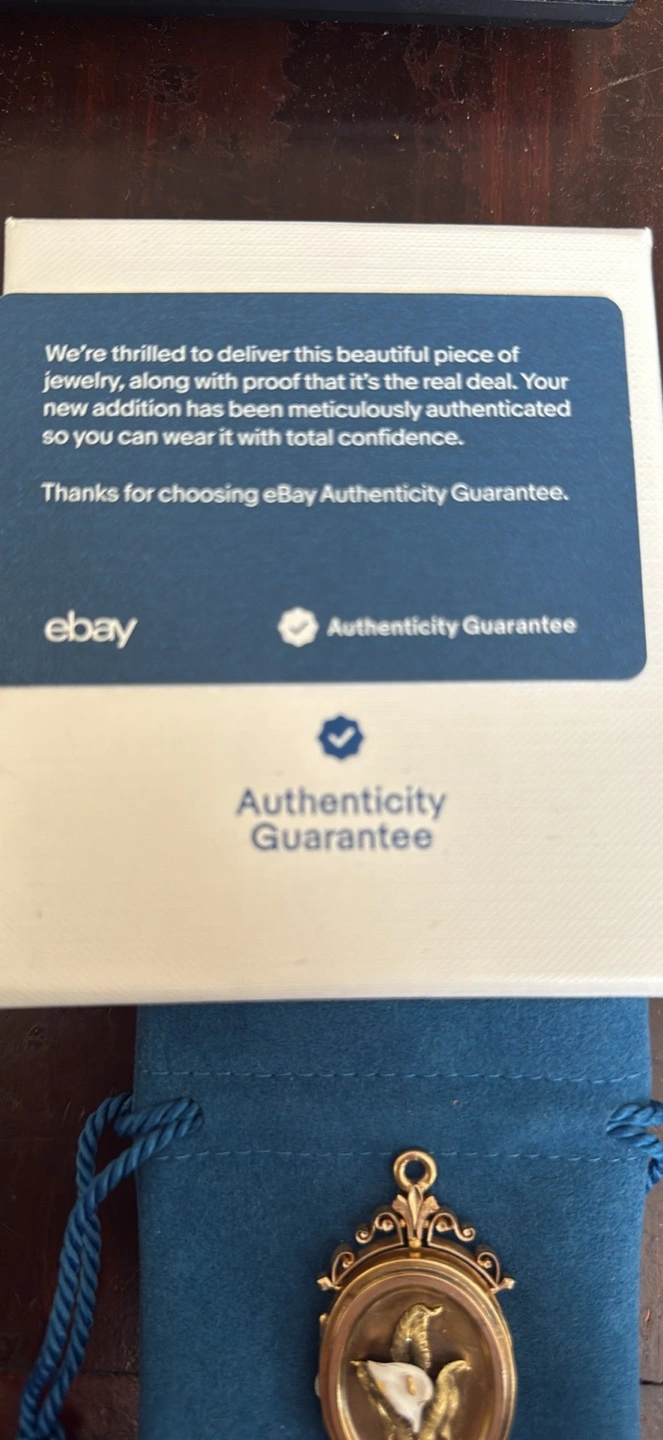 We're thrilled to deliver this beautiful piece of
jewelry, along with proof that it's the real deal. Your
new addition has been meticulously authenticated
so you can wear it with total confidence.
Thanks for choosing eBay Authenticity Guarantee.
ebay
Authenticity Guarantee
Authenticity
Guarantee